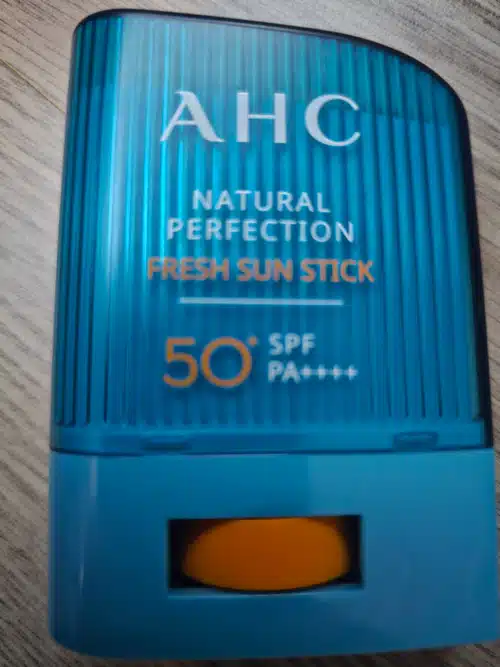 AHC
NATURAL
PERFECTION
FRESH SUN STICK
50+ SPF
PA++++